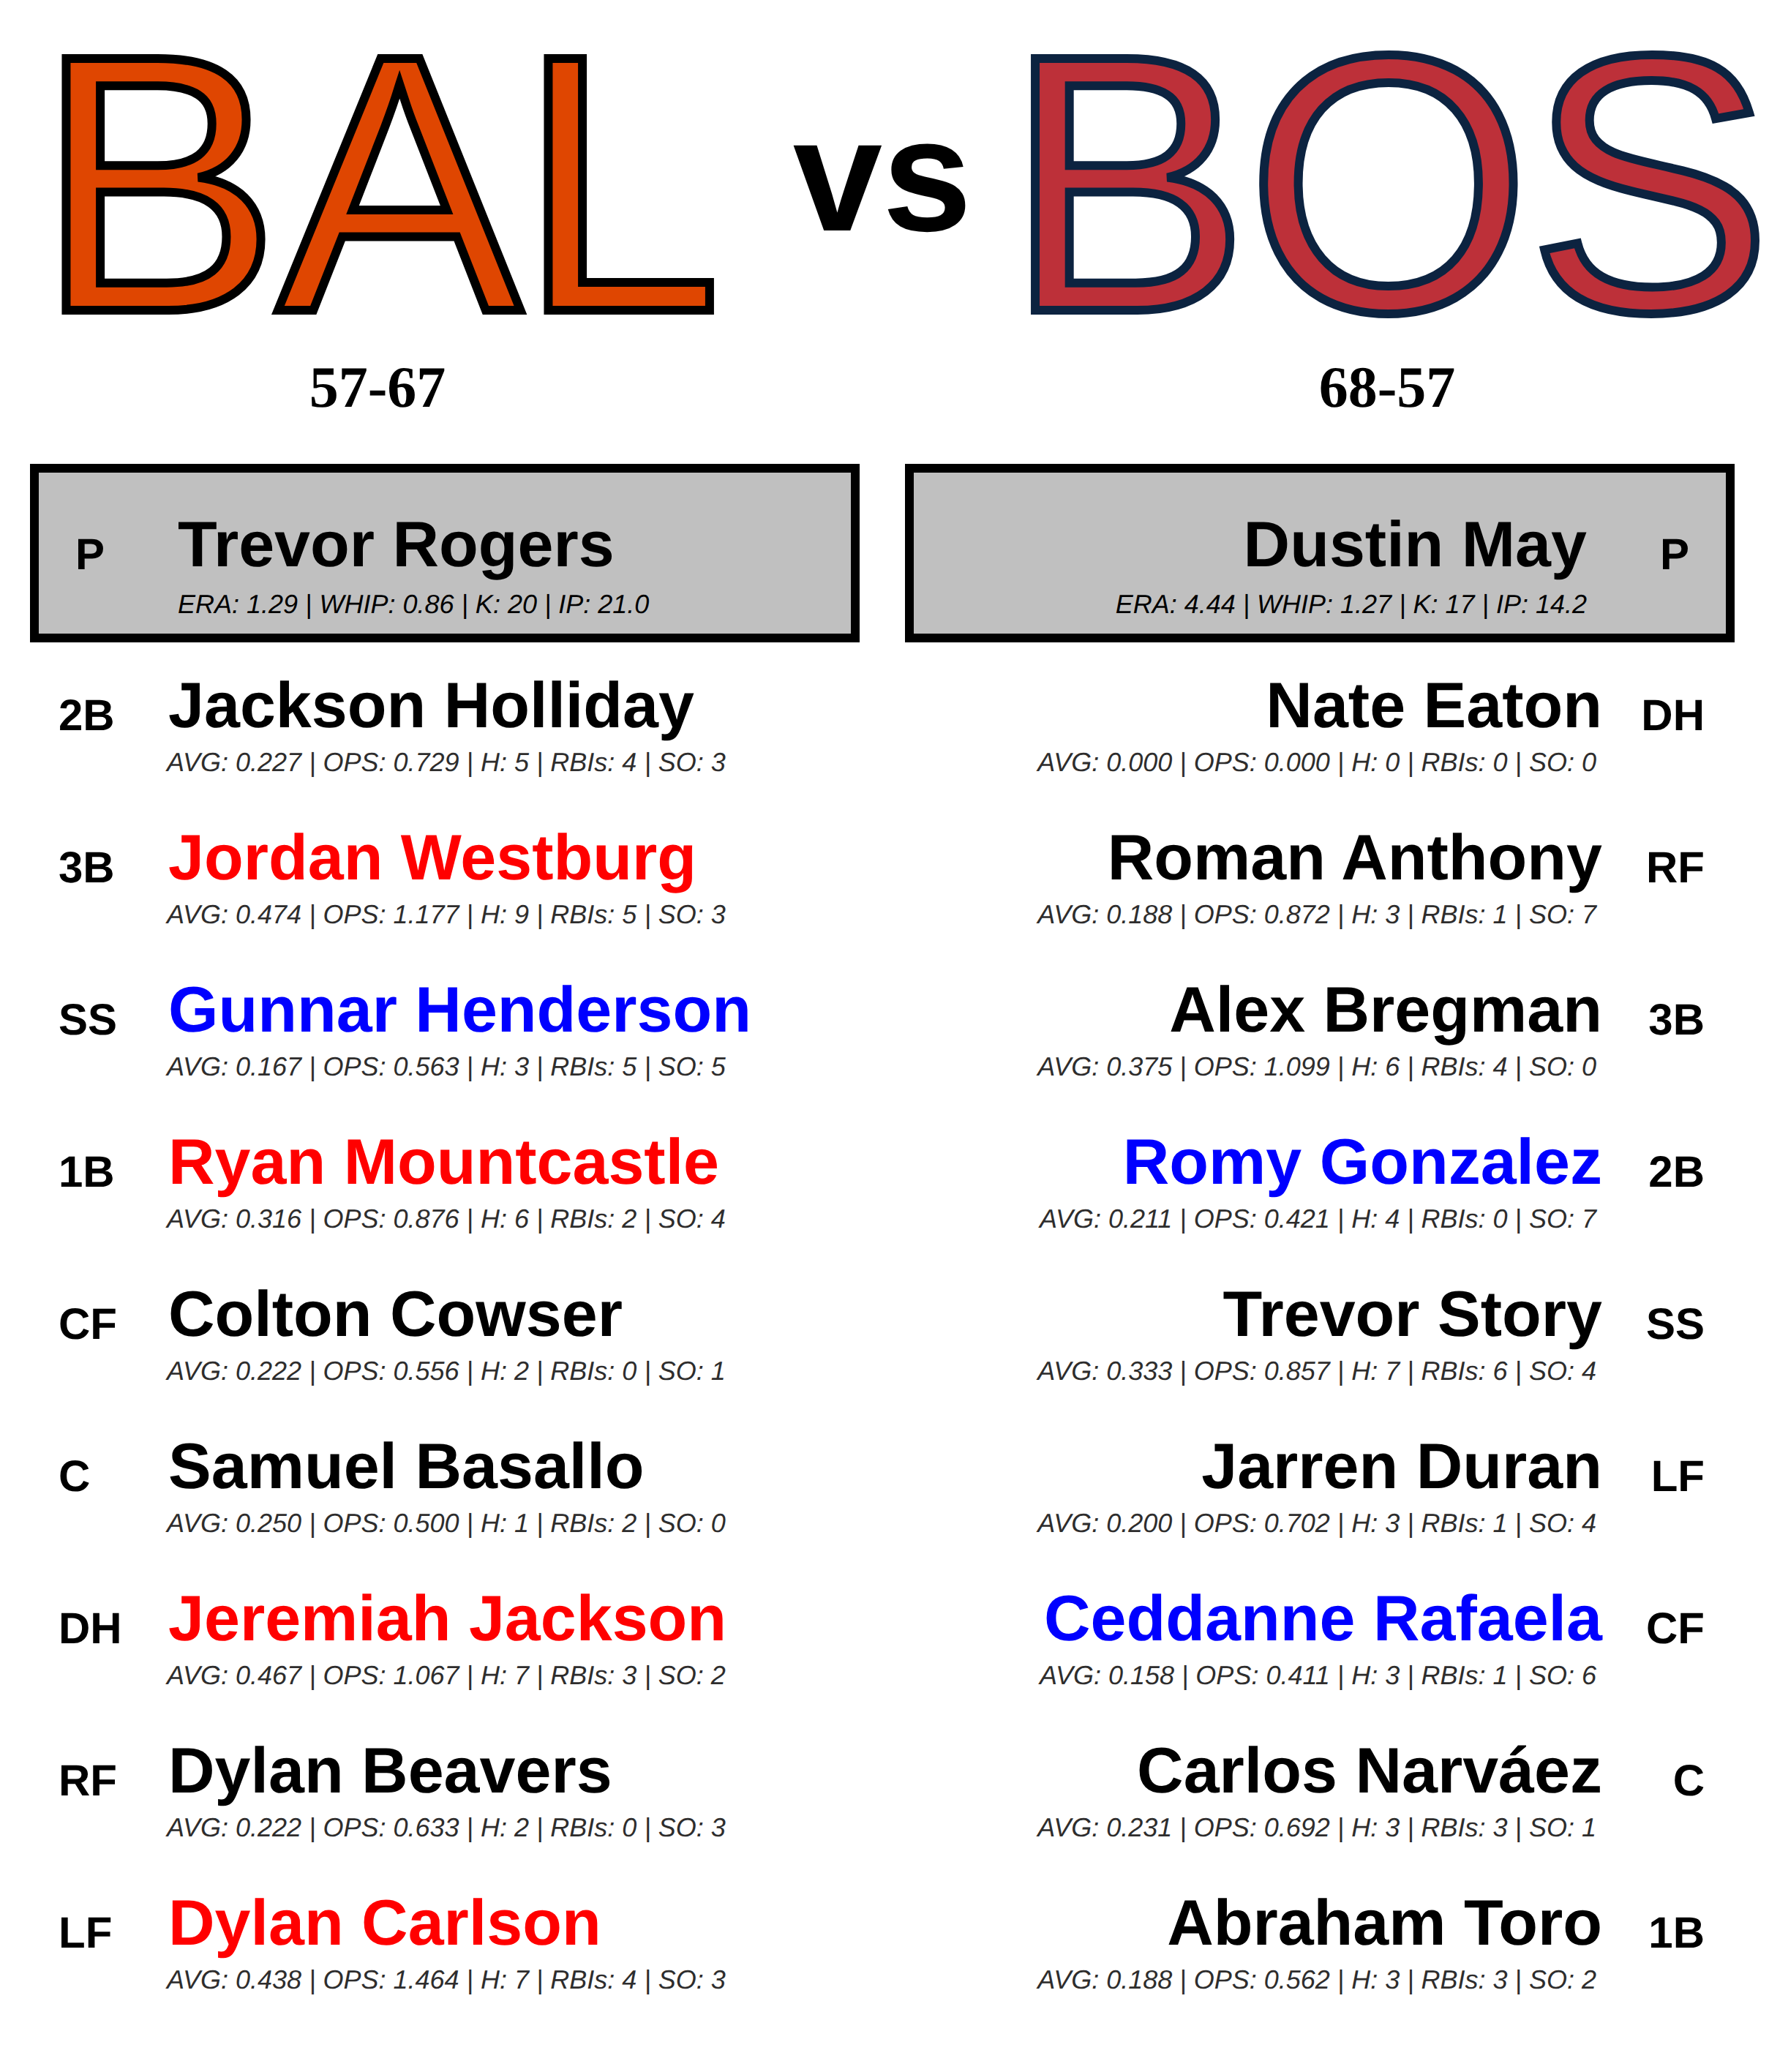 BAL vs BOS
57-67
68-57
P Trevor Rogers
ERA: 1.29 | WHIP: 0.86 | K: 20 | IP: 21.0
Dustin May P
ERA: 4.44 | WHIP: 1.27 | K: 17 | IP: 14.2
2B Jackson Holliday
AVG: 0.227 | OPS: 0.729 | H: 5 | RBIs: 4 | SO: 3
3B Jordan Westburg
AVG: 0.474 | OPS: 1.177 | H: 9 | RBIs: 5 | SO: 3
SS Gunnar Henderson
AVG: 0.167 | OPS: 0.563 | H: 3 | RBIs: 5 | SO: 5
1B Ryan Mountcastle
AVG: 0.316 | OPS: 0.876 | H: 6 | RBIs: 2 | SO: 4
CF Colton Cowser
AVG: 0.222 | OPS: 0.556 | H: 2 | RBIs: 0 | SO: 1
C Samuel Basallo
AVG: 0.250 | OPS: 0.500 | H: 1 | RBIs: 2 | SO: 0
DH Jeremiah Jackson
AVG: 0.467 | OPS: 1.067 | H: 7 | RBIs: 3 | SO: 2
RF Dylan Beavers
AVG: 0.222 | OPS: 0.633 | H: 2 | RBIs: 0 | SO: 3
LF Dylan Carlson
AVG: 0.438 | OPS: 1.464 | H: 7 | RBIs: 4 | SO: 3
Nate Eaton DH
AVG: 0.000 | OPS: 0.000 | H: 0 | RBIs: 0 | SO: 0
Roman Anthony RF
AVG: 0.188 | OPS: 0.872 | H: 3 | RBIs: 1 | SO: 7
Alex Bregman 3B
AVG: 0.375 | OPS: 1.099 | H: 6 | RBIs: 4 | SO: 0
Romy Gonzalez 2B
AVG: 0.211 | OPS: 0.421 | H: 4 | RBIs: 0 | SO: 7
Trevor Story SS
AVG: 0.333 | OPS: 0.857 | H: 7 | RBIs: 6 | SO: 4
Jarren Duran LF
AVG: 0.200 | OPS: 0.702 | H: 3 | RBIs: 1 | SO: 4
Ceddanne Rafaela CF
AVG: 0.158 | OPS: 0.411 | H: 3 | RBIs: 1 | SO: 6
Carlos Narváez C
AVG: 0.231 | OPS: 0.692 | H: 3 | RBIs: 3 | SO: 1
Abraham Toro 1B
AVG: 0.188 | OPS: 0.562 | H: 3 | RBIs: 3 | SO: 2